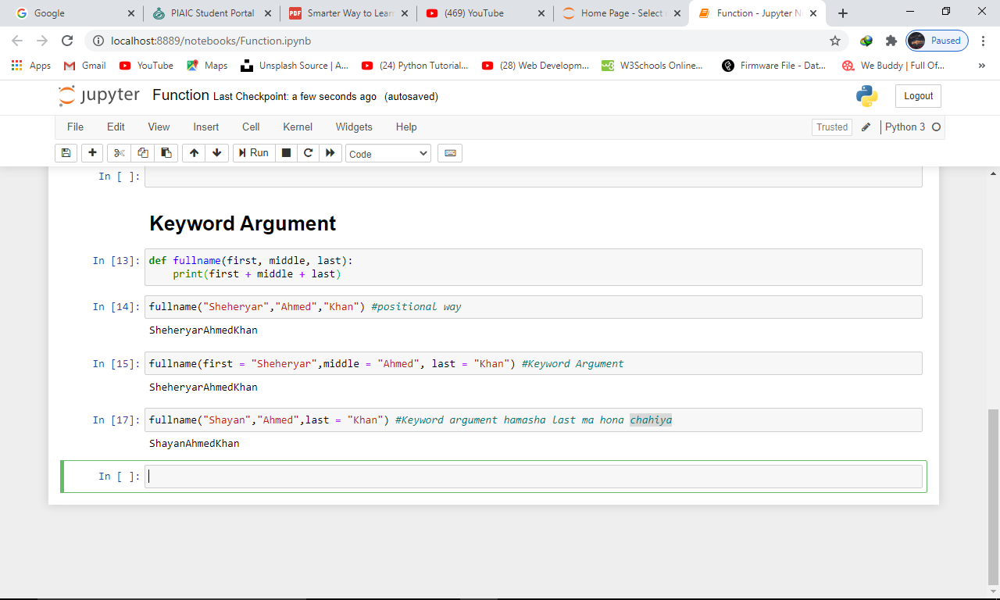 Google
PIAIC Student Portal
PDF Smarter Way to Lear
(469) YouTube
Home Page - Select
Function - Jupyter N
localhost:8889/notebooks/Function.ipynb
Paused
Apps
Gmail
YouTube
Maps
Unsplash Source | A...
(24) Python Tutorial...
(28) Web Developm...
W3Schools Online...
Firmware File - Dat...
We Buddy | Full Of...
»
jupyter Function Last Checkpoint: a few seconds ago (autosaved)
Logout
File Edit View Insert Cell Kernel Widgets Help
Trusted
Python 3
Run
Code
In [ ]:
Keyword Argument
In [13]: def fullname(first, middle, last):
print(first + middle + last)
In [14]: fullname("Sheheryar","Ahmed","Khan") #positional way
SheheryarAhmedKhan
In [15]: fullname(first = "Sheheryar",middle = "Ahmed", last = "Khan") #Keyword Argument
SheheryarAhmedKhan
In [17]: fullname("Shayan","Ahmed",last = "Khan") #Keyword argument hamasha last ma hona chahiya
ShayanAhmedKhan
In [ ]: